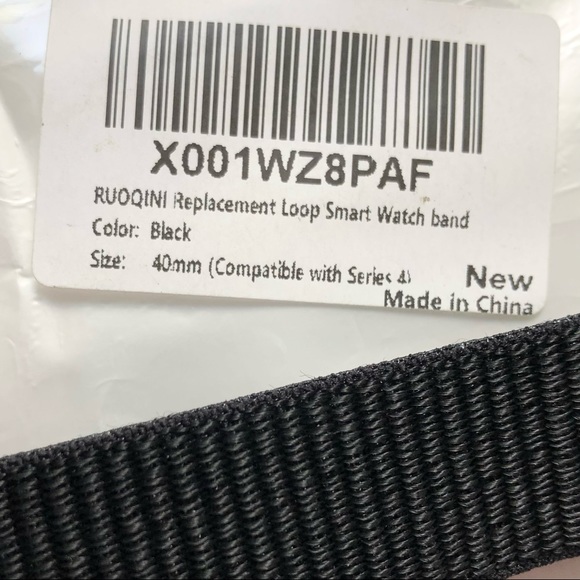 X001WZ8PAF
RUOQINI Replacement Loop Smart Watch band
Color: Black
Size: 40mm (Compatible with Series 4)
New
Made in China